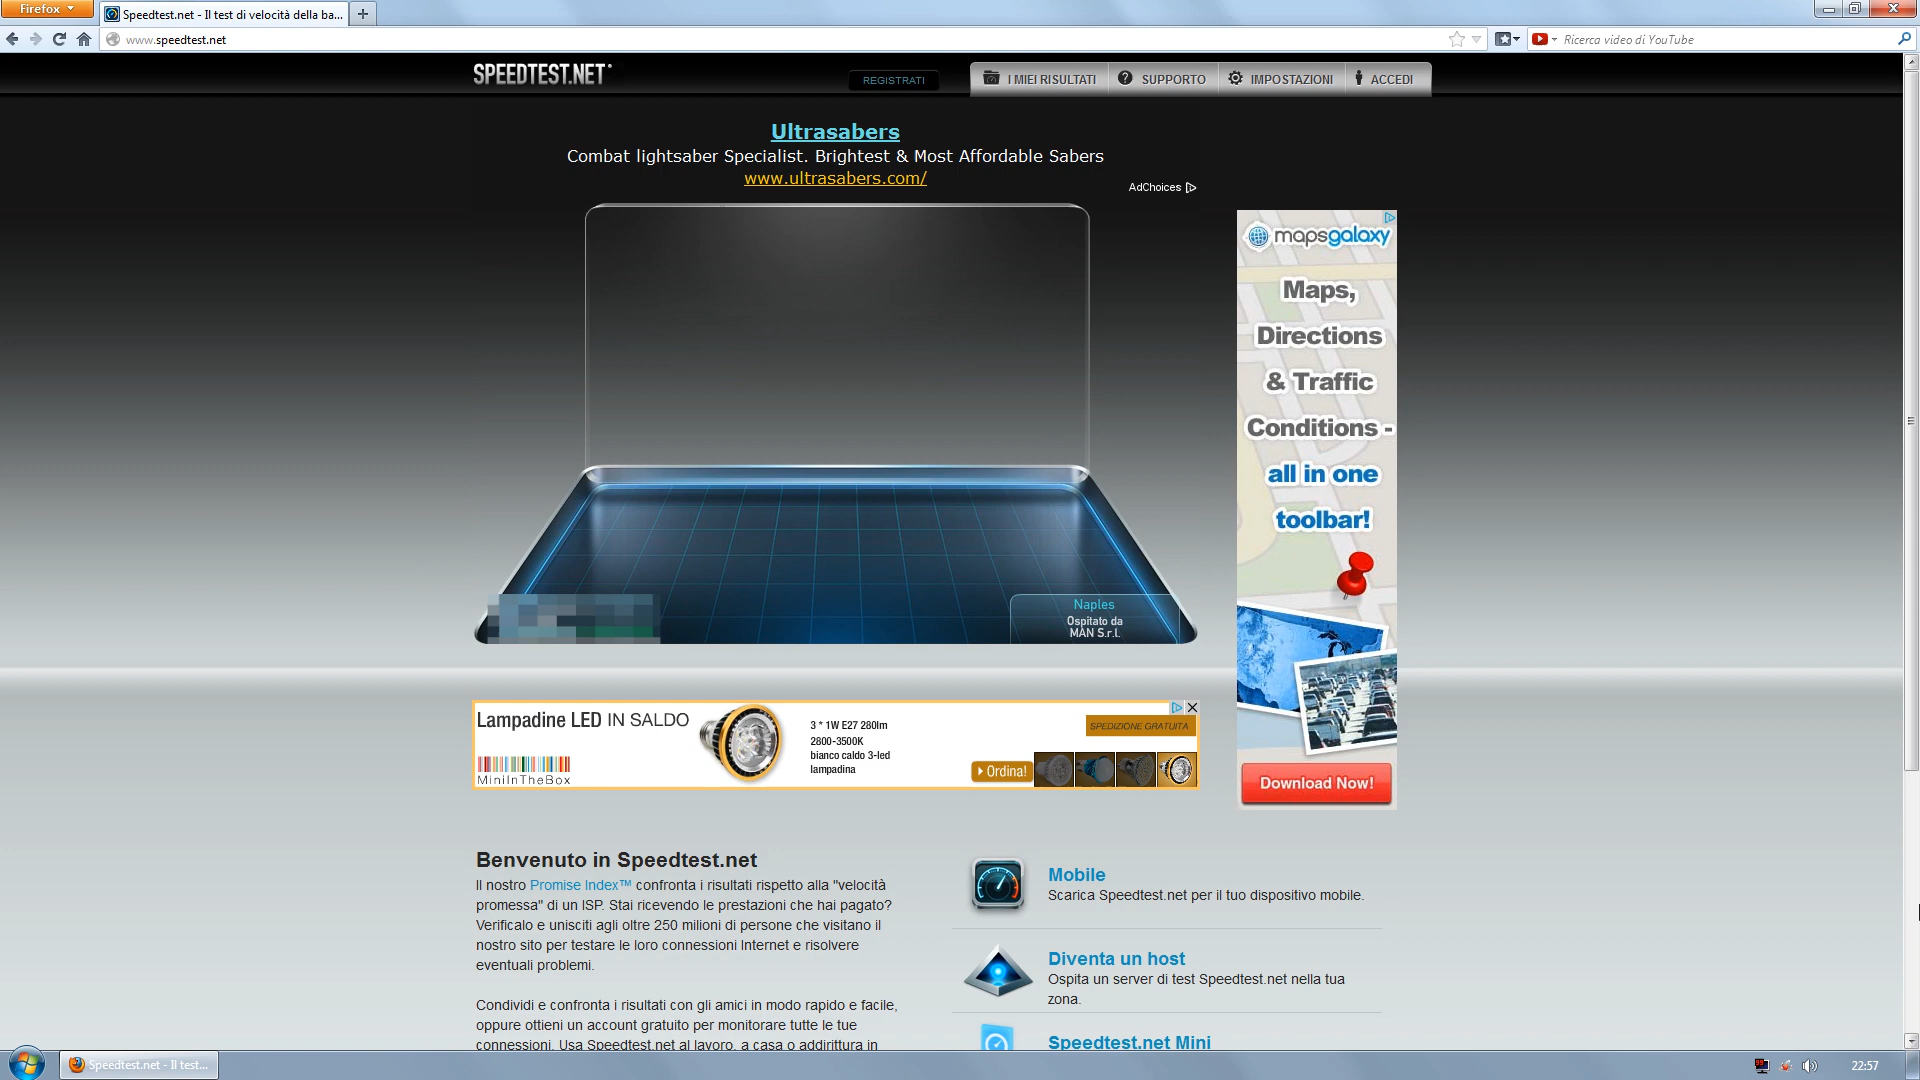 Firefox
Speedtest.net - Il test di velocità della ba...
www.speedtest.net
Ricerca video di YouTube
SPEEDTEST.NET
REGISTRATI
I MIEI RISULTATI
SUPPORTO
IMPOSTAZIONI
ACCEDI
Ultrasabers
Combat lightsaber Specialist. Brightest & Most Affordable Sabers
www.ultrasabers.com/
AdChoices
mapsgalaxy
Maps,
Directions
& Traffic
Conditions -
all in one
toolbar!
Download Now!
Naples
Ospitato da
MAN S.r.l.
Lampadine LED IN SALDO
MiniInTheBox
3 * 1W E27 280lm
2800-3500K
bianco caldo 3-led
lampadina
SPEDIZIONE GRATUITA
Ordina!
Benvenuto in Speedtest.net
Il nostro Promise Index™ confronta i risultati rispetto alla "velocità
promessa" di un ISP. Stai ricevendo le prestazioni che hai pagato?
Verificalo e unisciti agli oltre 250 milioni di persone che visitano il
nostro sito per testare le loro connessioni Internet e risolvere
eventuali problemi.
Condividi e confronta i risultati con gli amici in modo rapido e facile,
oppure ottieni un account gratuito per monitorare tutte le tue
connessioni. Usa Speedtest.net al lavoro, a casa o addirittura in
Mobile
Scarica Speedtest.net per il tuo dispositivo mobile.
Diventa un host
Ospita un server di test Speedtest.net nella tua
zona.
Speedtest.net Mini
Speedtest.net - Il test...
22:57